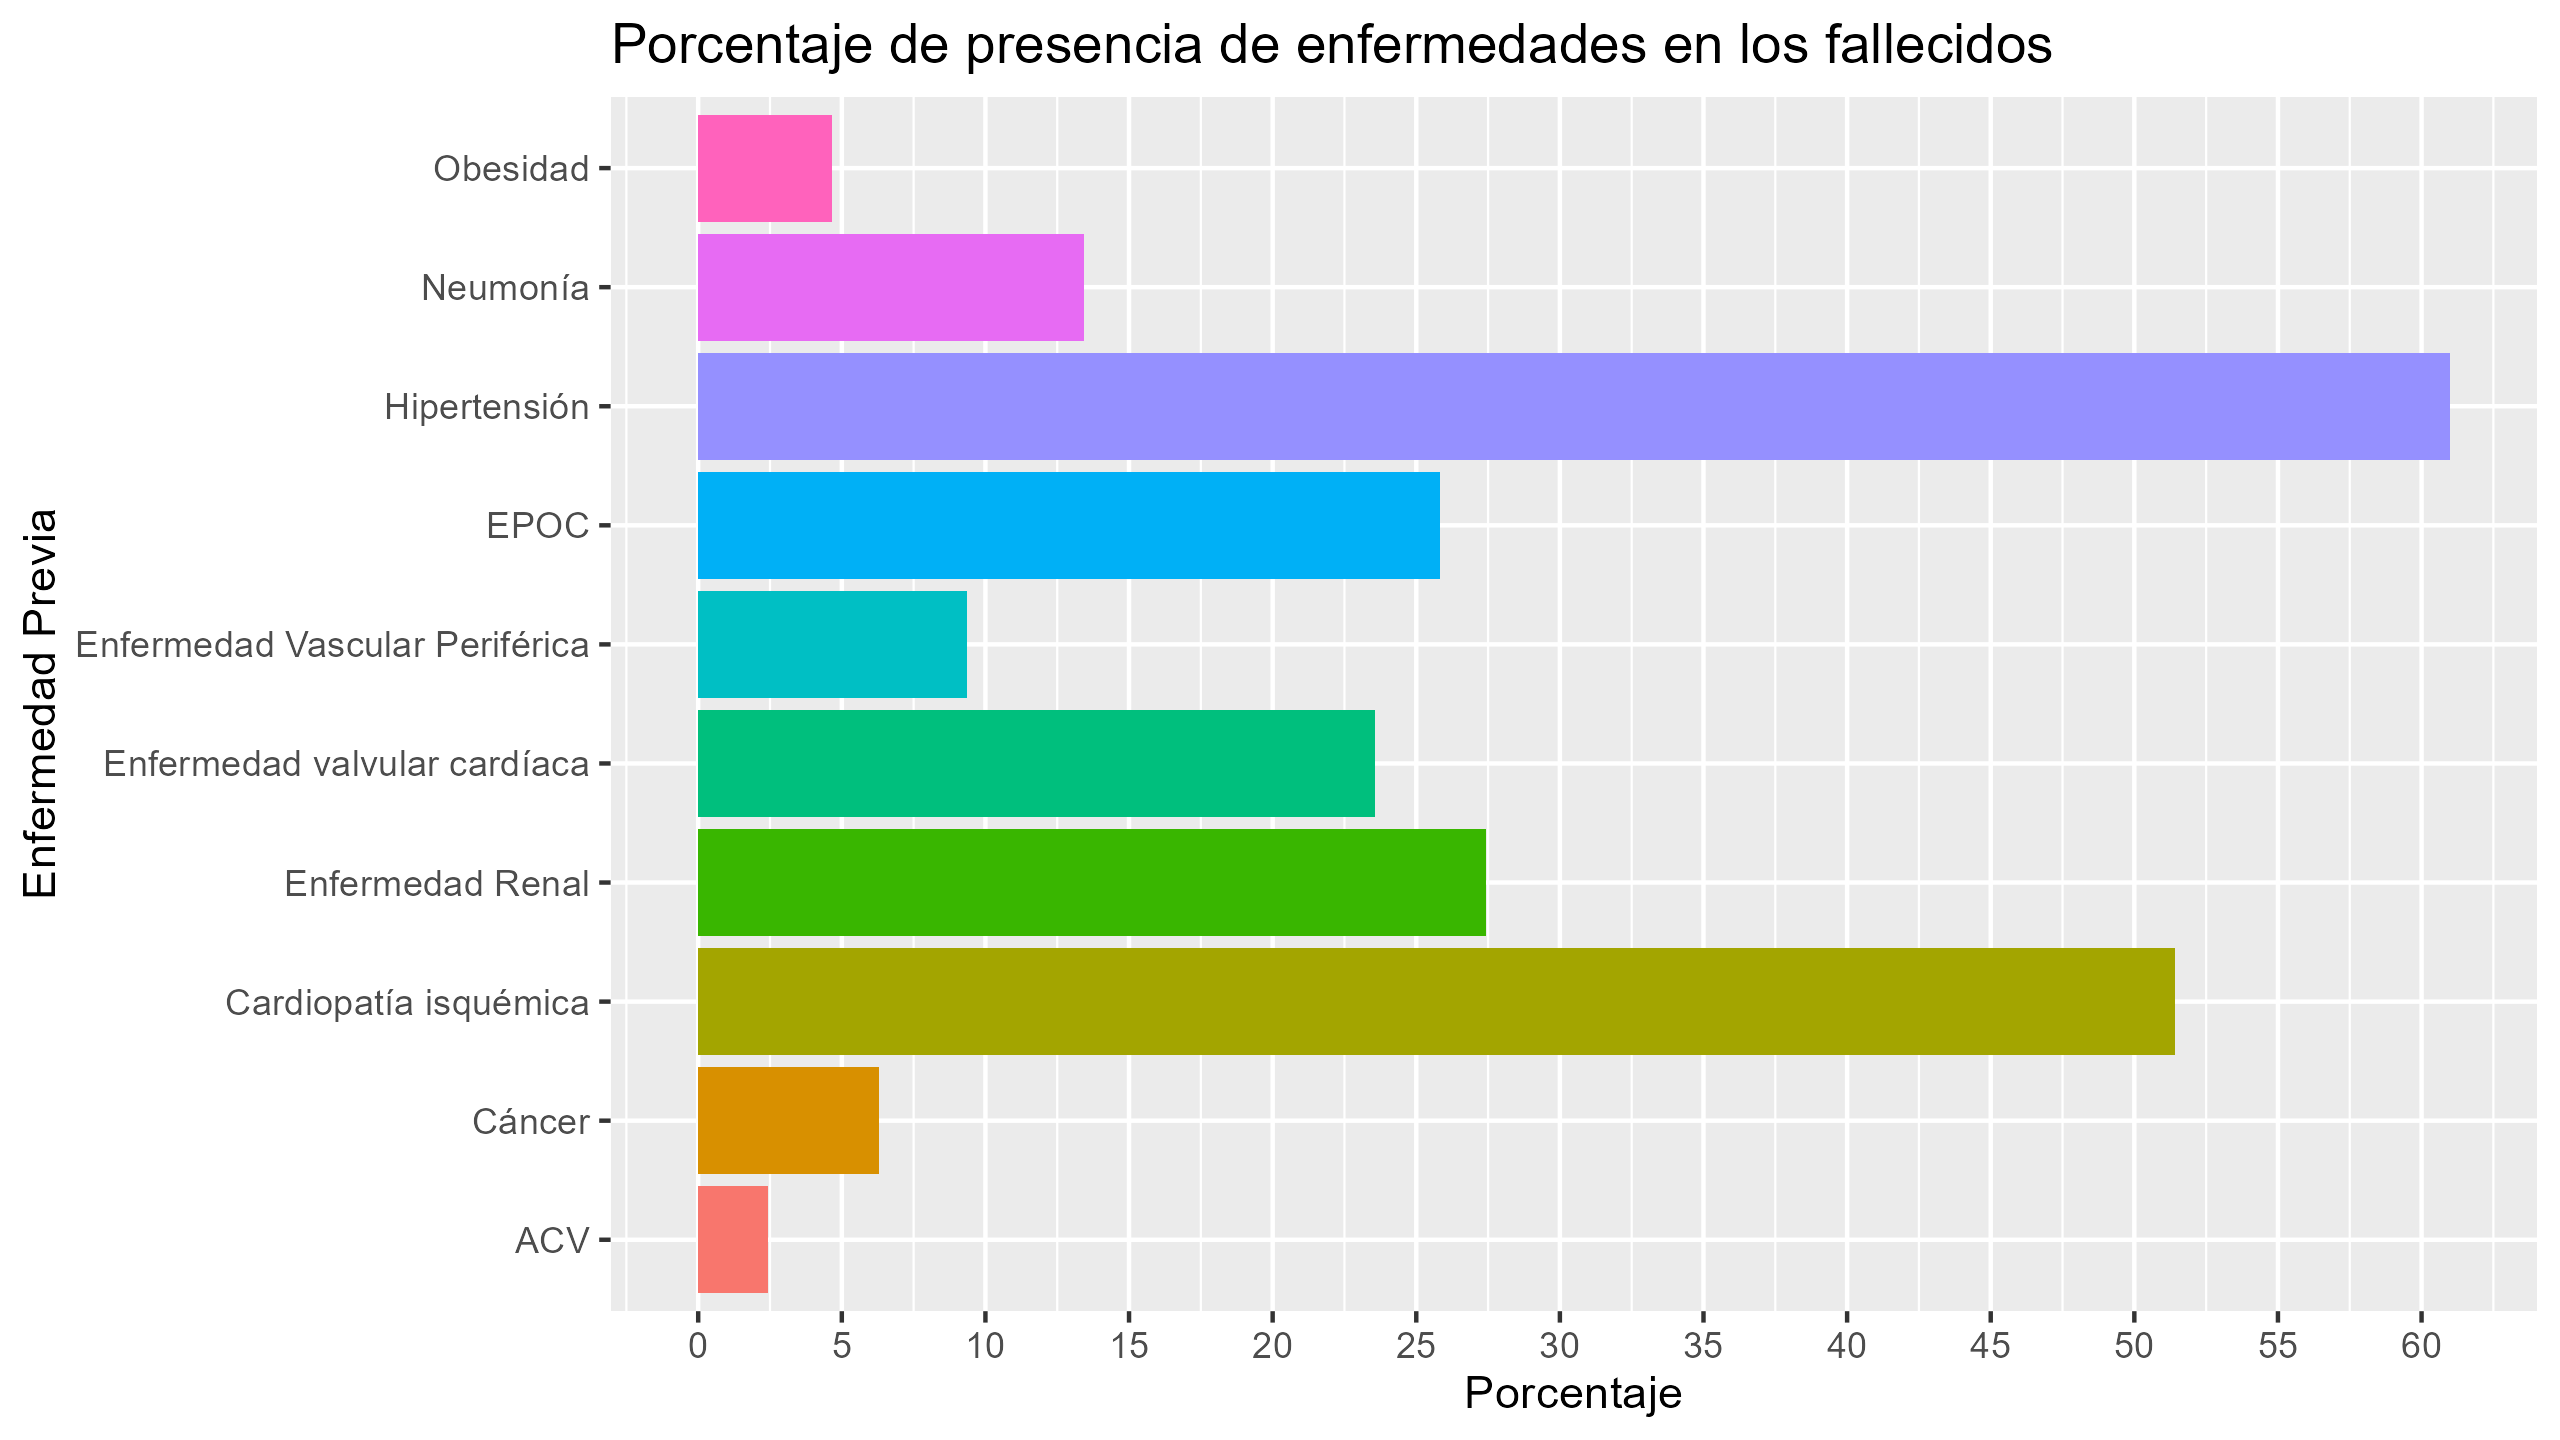 Porcentaje de presencia de enfermedades en los fallecidos
Enfermedad Previa
Obesidad
Neumonía
Hipertensión
EPOC
Enfermedad Vascular Periférica
Enfermedad valvular cardíaca
Enfermedad Renal
Cardiopatía isquémica
Cáncer
ACV
0 5 10 15 20 25 30 35 40 45 50 55 60
Porcentaje